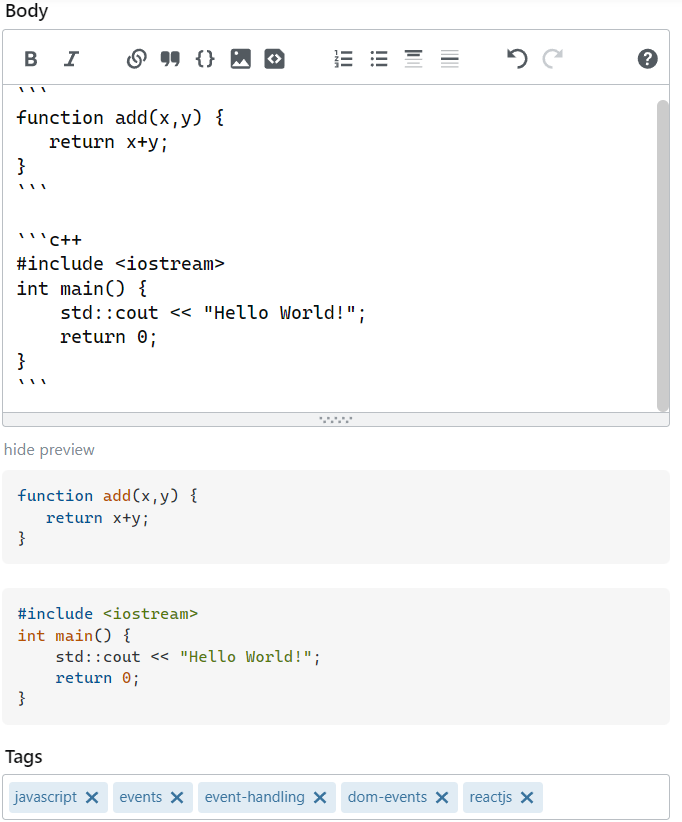 Body
B I
```
function add(x,y) {
   return x+y;
}
```

```c++
#include <iostream>
int main() {
    std::cout << "Hello World!";
    return 0;
}
```
hide preview
function add(x,y) {
   return x+y;
}
#include <iostream>
int main() {
    std::cout << "Hello World!";
    return 0;
}
Tags
javascript events event-handling dom-events reactjs